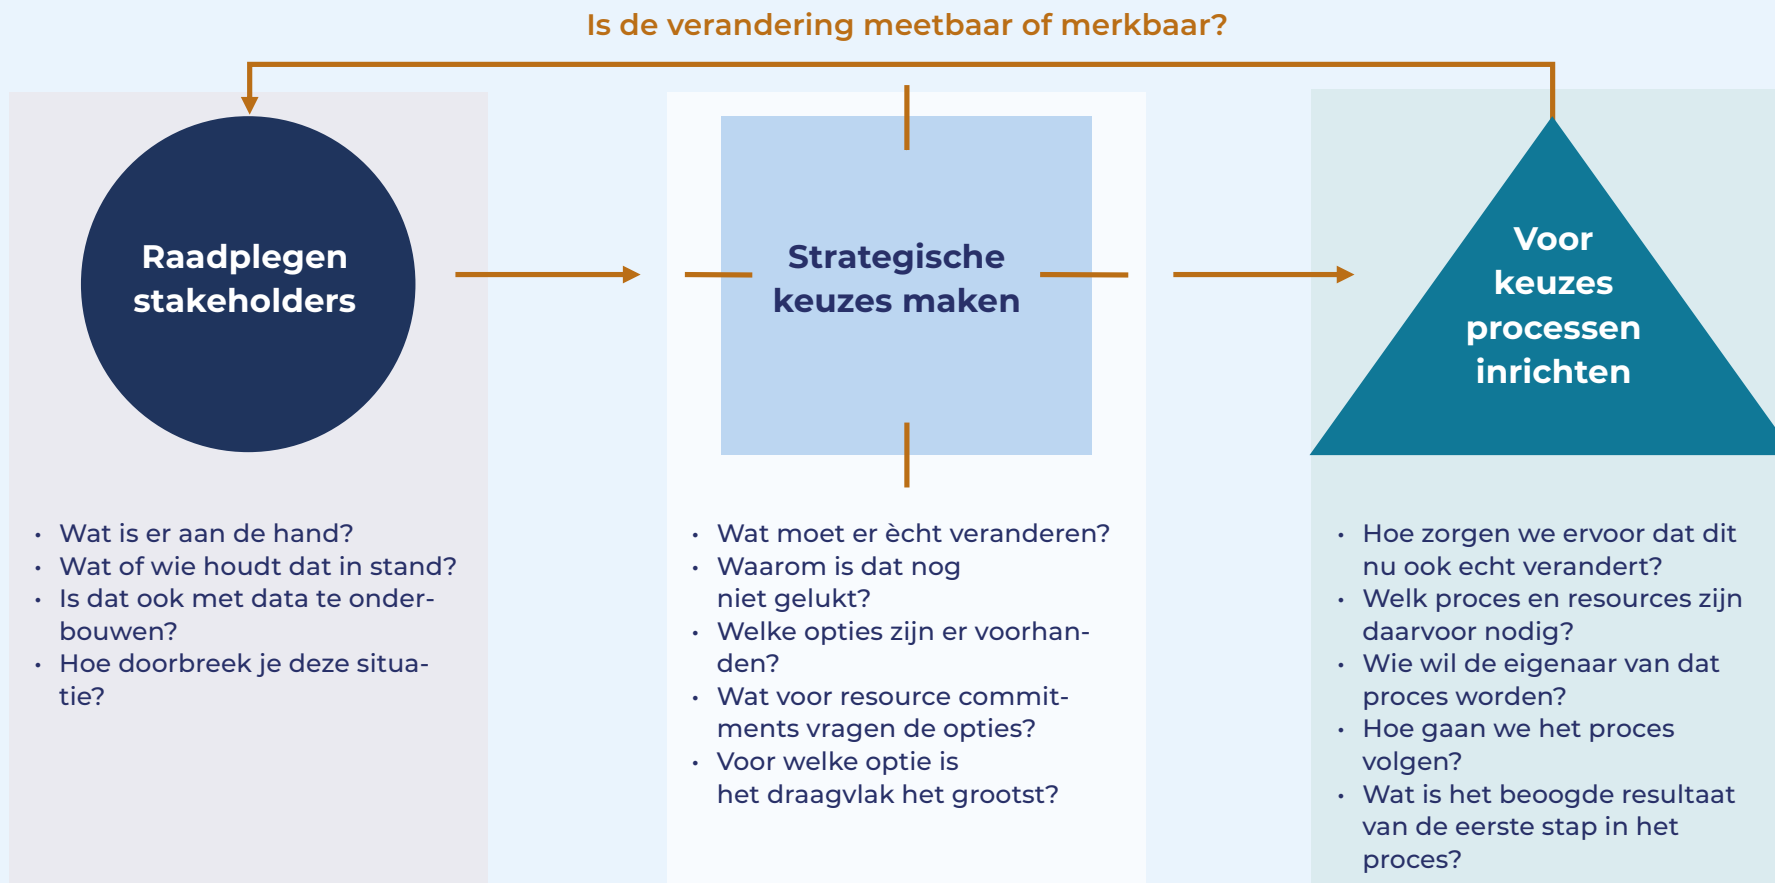 Is de verandering meetbaar of merkbaar?
Raadplegen
stakeholders
• Wat is er aan de hand?
• Wat of wie houdt dat in stand?
• Is dat ook met data te onder-
bouwen?
• Hoe doorbreek je deze situa-
tie?
Strategische
keuzes maken
• Wat moet er ècht veranderen?
• Waarom is dat nog
niet gelukt?
• Welke opties zijn er voorhan-
den?
• Wat voor resource commit-
ments vragen de opties?
• Voor welke optie is
het draagvlak het grootst?
Voor
keuzes
processen
inrichten
• Hoe zorgen we ervoor dat dit
nu ook echt verandert?
• Welk proces en resources zijn
daarvoor nodig?
• Wie wil de eigenaar van dat
proces worden?
• Hoe gaan we het proces
volgen?
• Wat is het beoogde resultaat
van de eerste stap in het
proces?